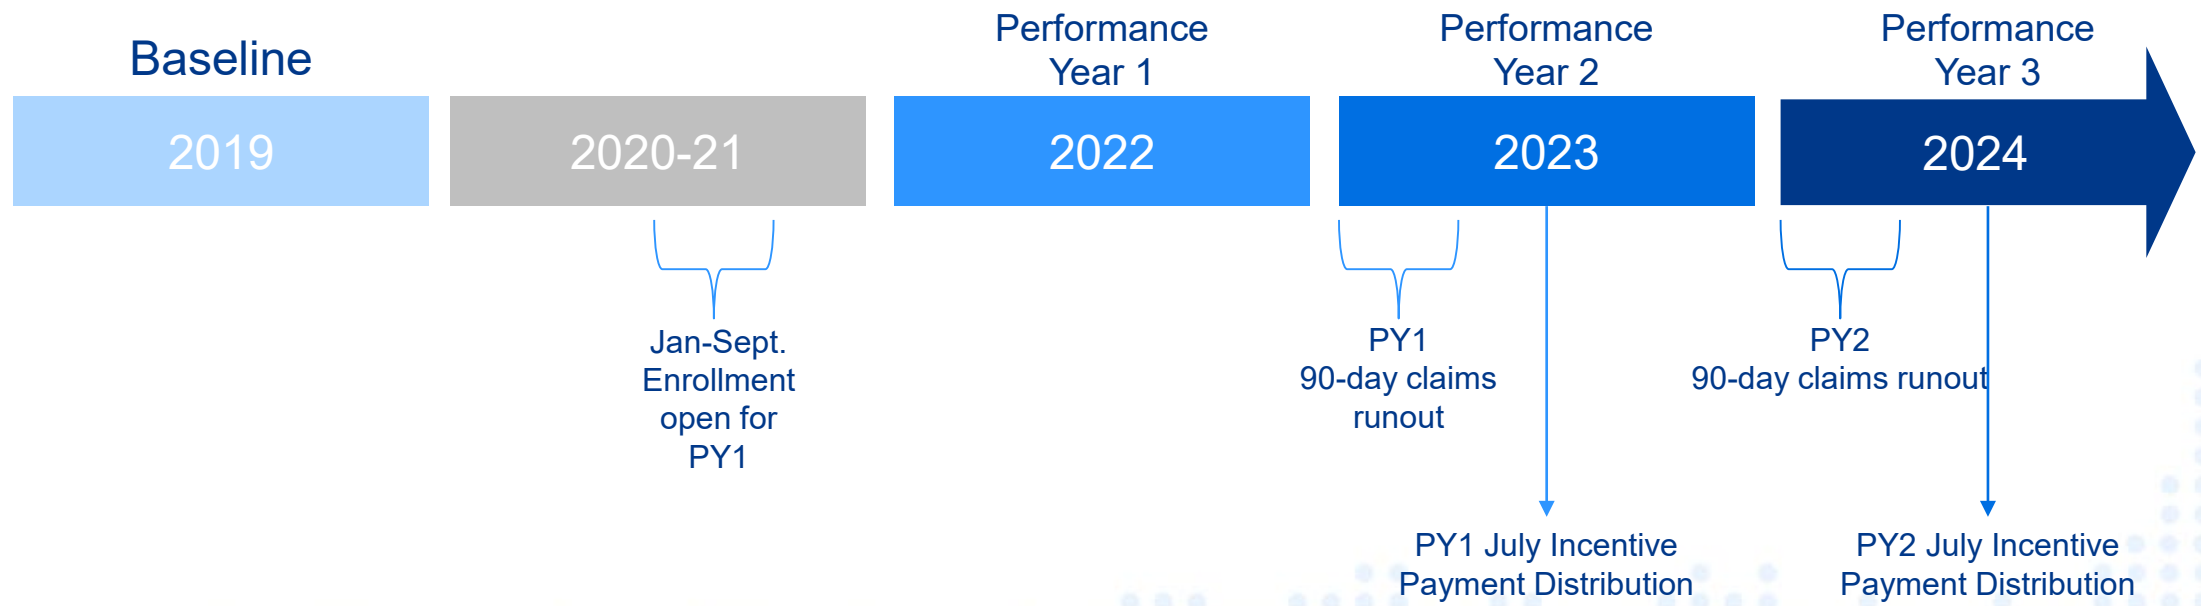 Baseline
Performance
Year 1
Performance
Year 2
Performance
Year 3
2019
2020-21
2022
2023
2024
Jan-Sept.
Enrollment
open for
PY1
PY1
90-day claims
runout
PY2
90-day claims runout
PY1 July Incentive
Payment Distribution
PY2 July Incentive
Payment Distribution